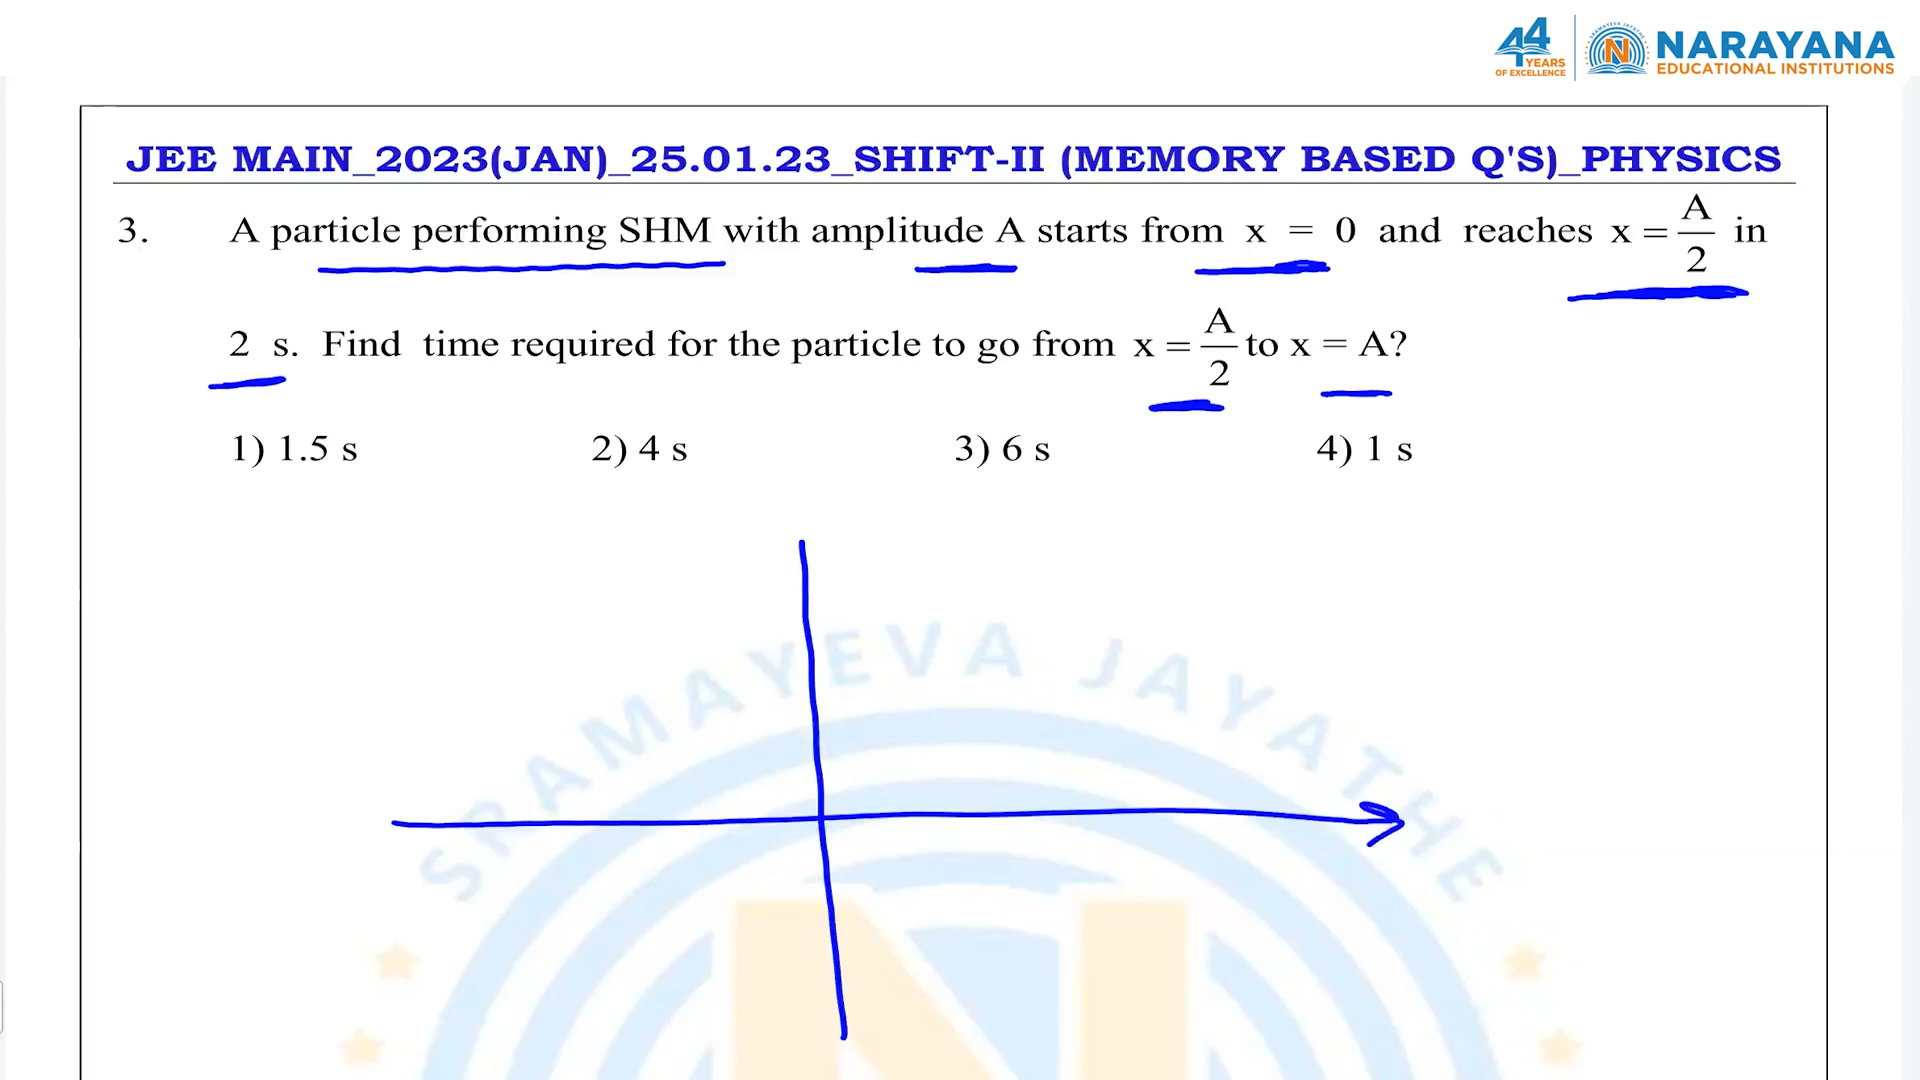 44
YEARS
OF EXCELLENCE
SRAMAYEVA JAYATHE
N
NARAYANA
EDUCATIONAL INSTITUTIONS
JEE MAIN_2023(JAN)_25.01.23_SHIFT-II (MEMORY BASED Q'S)_PHYSICS
3. A particle performing SHM with amplitude A starts from x = 0 and reaches x = A/2 in
2 s. Find time required for the particle to go from x = A/2 to x = A?
1) 1.5 s 2) 4 s 3) 6 s 4) 1 s
SRAMAYEVA JAYATHE
N